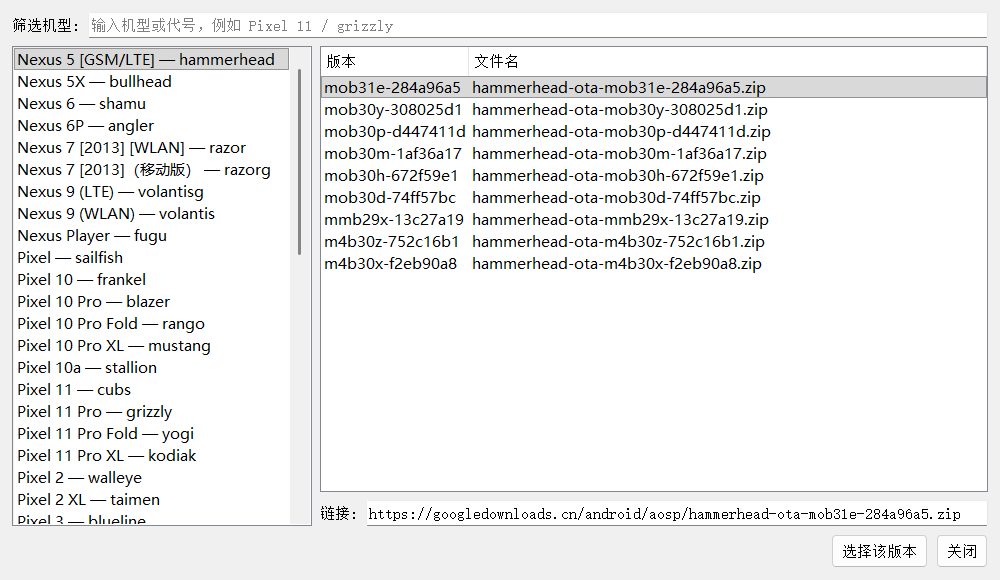 筛选机型: 输入机型或代号，例如 Pixel 11 / grizzly
Nexus 5 [GSM/LTE] — hammerhead
Nexus 5X — bullhead
Nexus 6 — shamu
Nexus 6P — angler
Nexus 7 [2013] [WLAN] — razor
Nexus 7 [2013]（移动版） — razorg
Nexus 9 (LTE) — volantisg
Nexus 9 (WLAN) — volantis
Nexus Player — fugu
Pixel — sailfish
Pixel 10 — frankel
Pixel 10 Pro — blazer
Pixel 10 Pro Fold — rango
Pixel 10 Pro XL — mustang
Pixel 10a — stallion
Pixel 11 — cubs
Pixel 11 Pro — grizzly
Pixel 11 Pro Fold — yogi
Pixel 11 Pro XL — kodiak
Pixel 2 — walleye
Pixel 2 XL — taimen
Pixel 3 — blueline
版本 文件名
mob31e-284a96a5 hammerhead-ota-mob31e-284a96a5.zip
mob30y-308025d1 hammerhead-ota-mob30y-308025d1.zip
mob30p-d447411d hammerhead-ota-mob30p-d447411d.zip
mob30m-1af36a17 hammerhead-ota-mob30m-1af36a17.zip
mob30h-672f59e1 hammerhead-ota-mob30h-672f59e1.zip
mob30d-74ff57bc hammerhead-ota-mob30d-74ff57bc.zip
mmb29x-13c27a19 hammerhead-ota-mmb29x-13c27a19.zip
m4b30z-752c16b1 hammerhead-ota-m4b30z-752c16b1.zip
m4b30x-f2eb90a8 hammerhead-ota-m4b30x-f2eb90a8.zip
链接: https://googledownloads.cn/android/aosp/hammerhead-ota-mob31e-284a96a5.zip
选择该版本 关闭